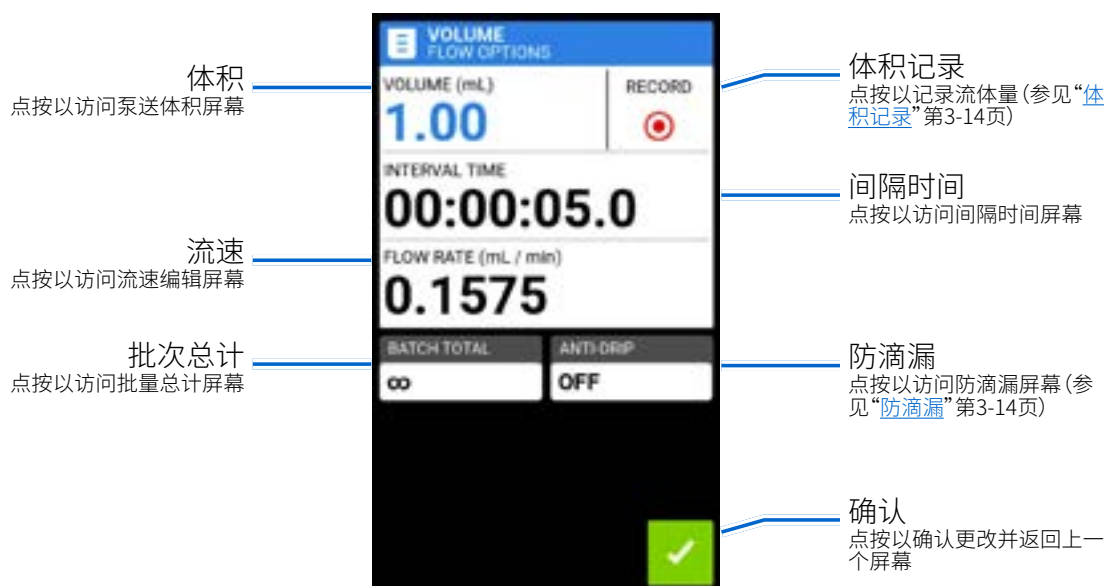 体积
点按以访问泵送体积屏幕
流速
点按以访问流速编辑屏幕
批次总计
点按以访问批量总计屏幕
VOLUME
FLOW OPTIONS
VOLUME (mL)
1.00
RECORD
INTERVAL TIME
00:00:05.0
FLOW RATE (mL / min)
0.1575
BATCH TOTAL
∞
ANTI-DRIP
OFF
体积记录
点按以记录流体量(参见“体
积记录”第3-14页)
间隔时间
点按以访问间隔时间屏幕
防滴漏
点按以访问防滴漏屏幕(参
见“防滴漏”第3-14页)
确认
点按以确认更改并返回上一
个屏幕